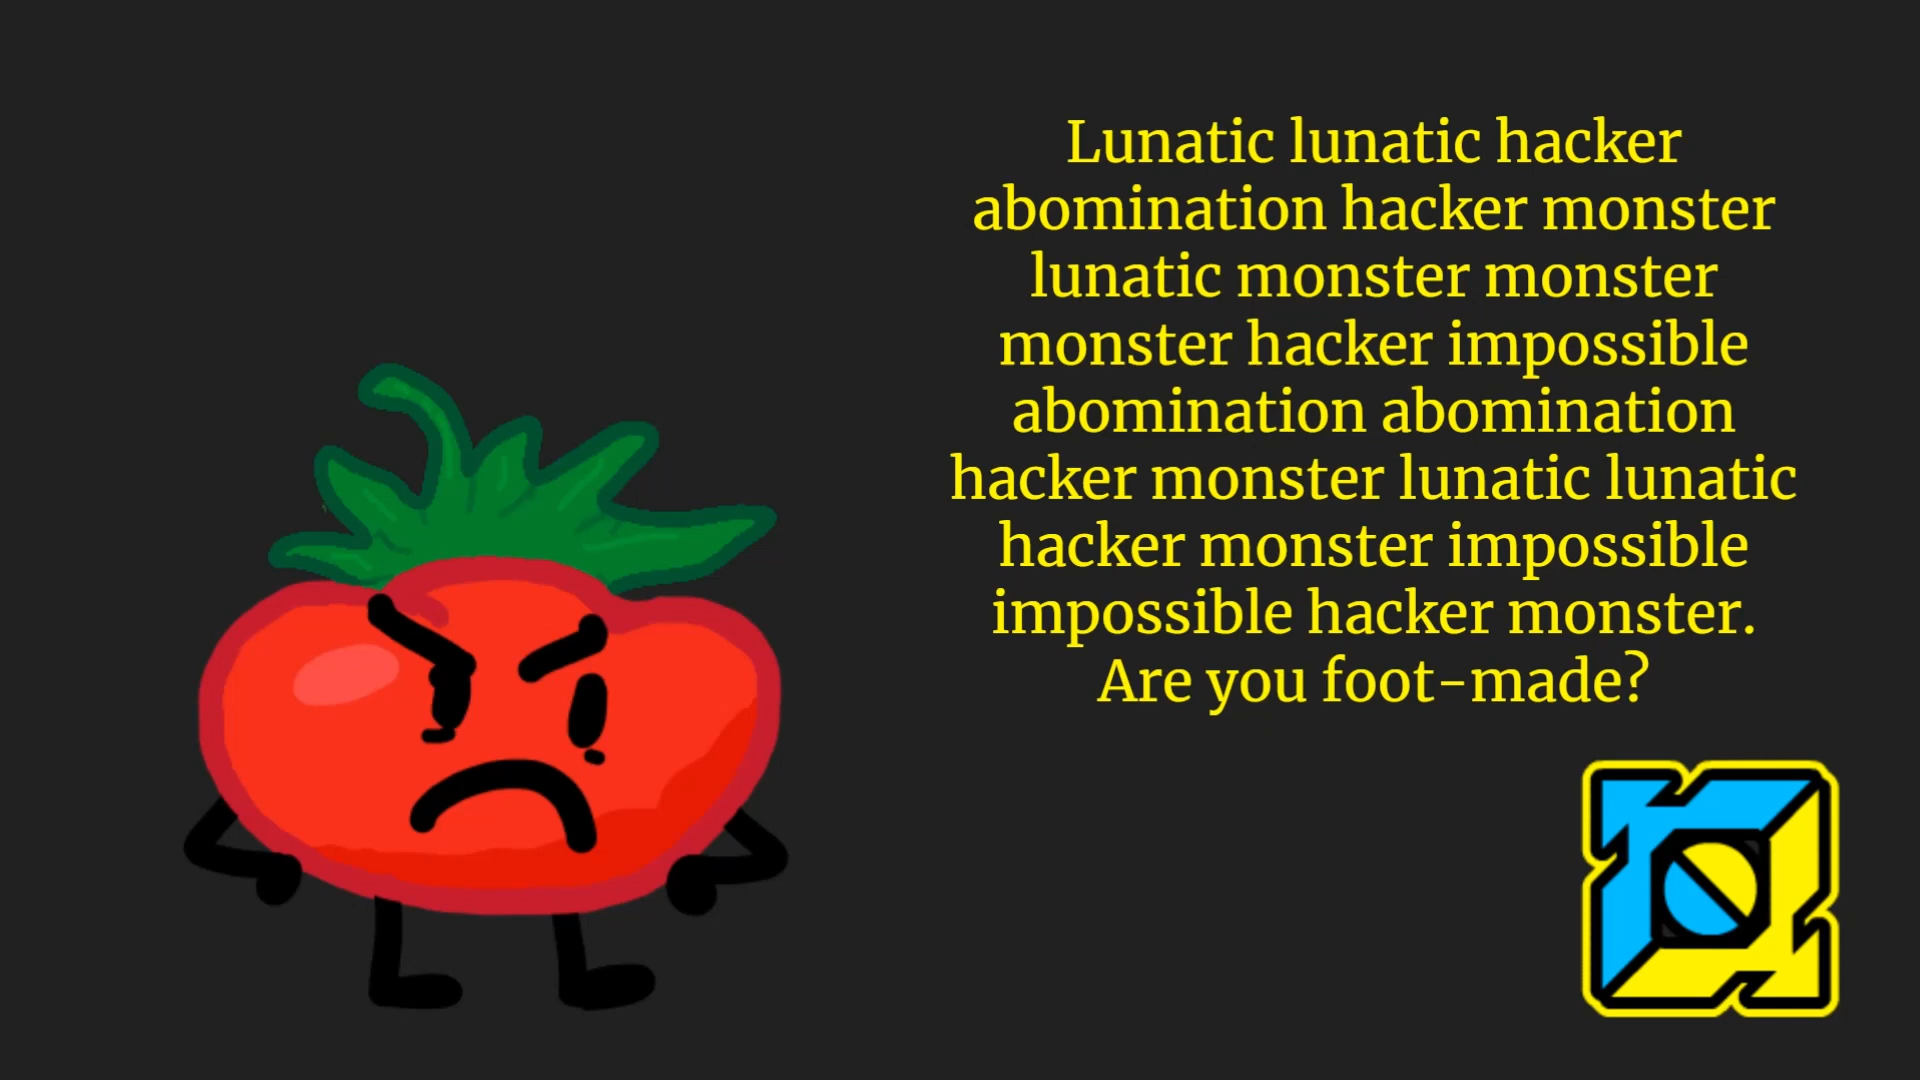 Lunatic lunatic hacker
abomination hacker monster
lunatic monster monster
monster hacker impossible
abomination abomination
hacker monster lunatic lunatic
hacker monster impossible
impossible hacker monster.
Are you foot-made?